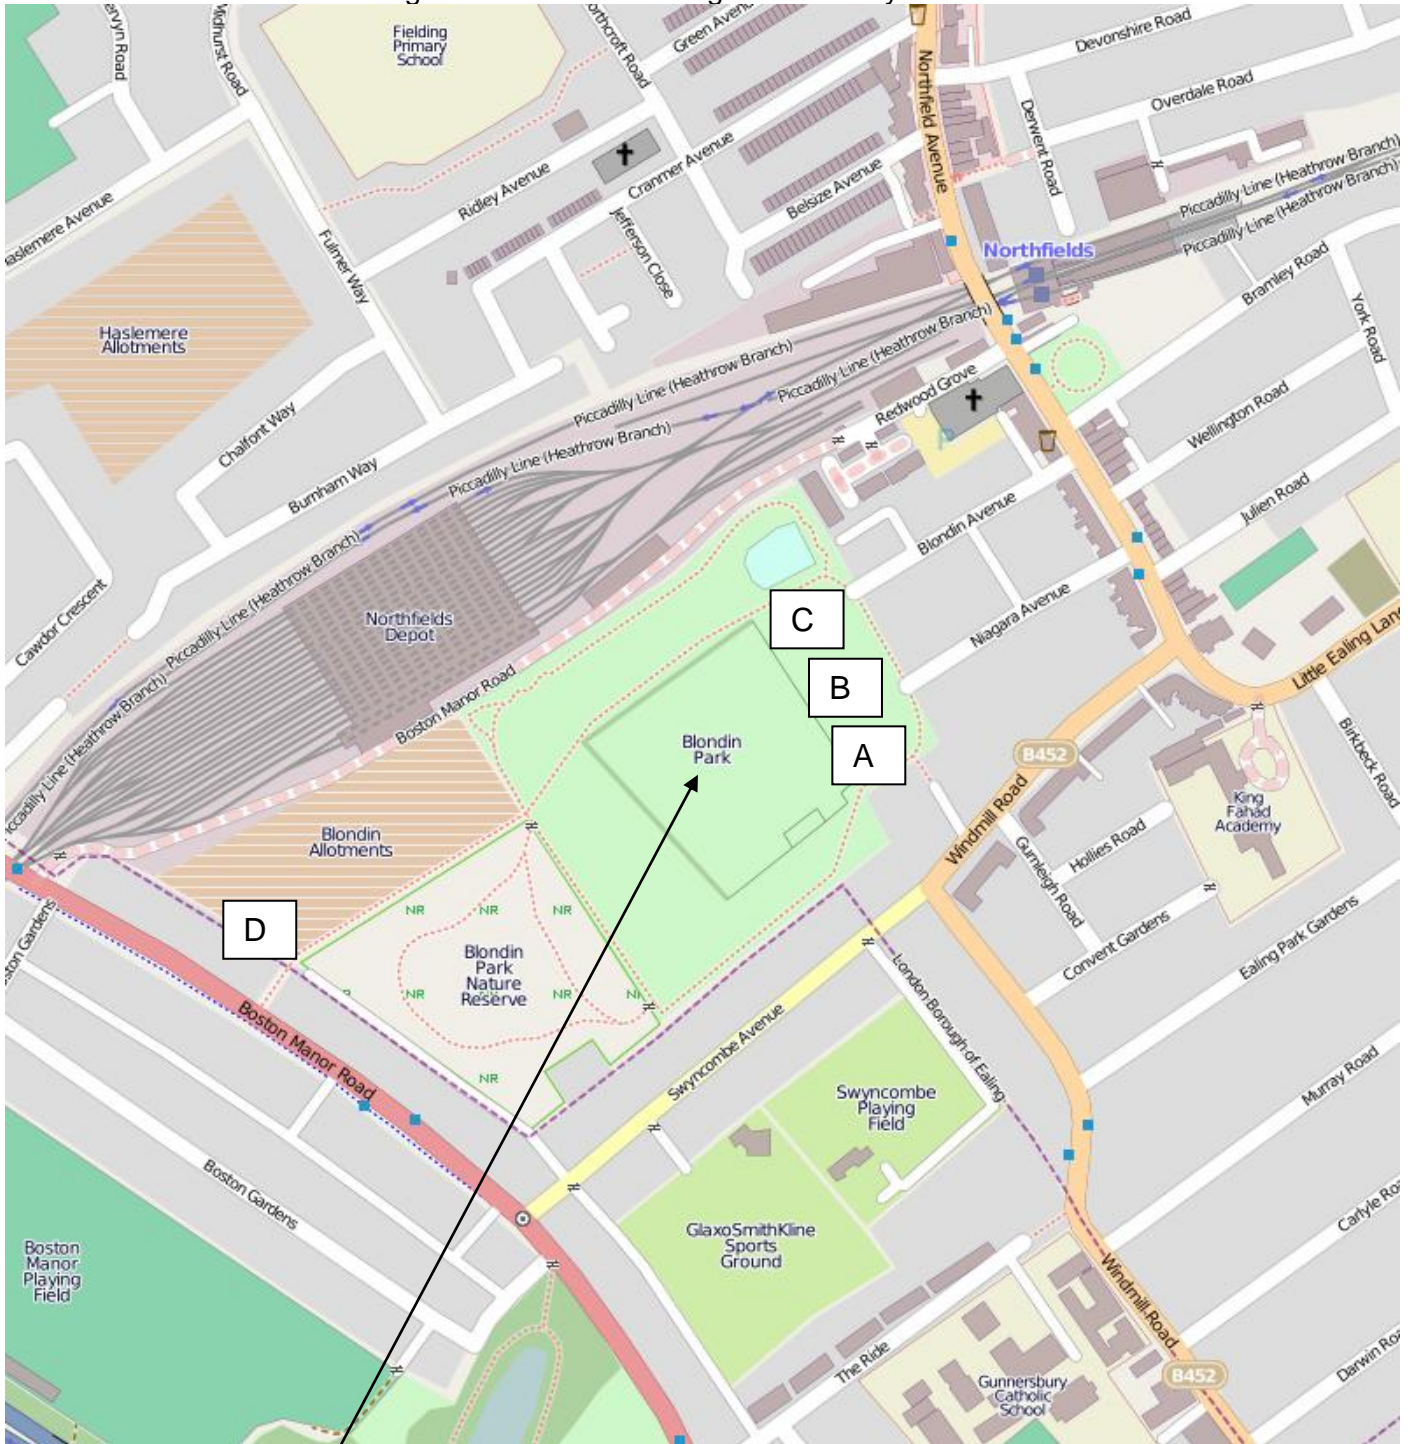 Midhurst Road
Fielding
Primary
School
Green Avenue
Devonshire Road
Northfield Avenue
Overdale Road
Derwent Road
Ridley Avenue
Cranmer Avenue
Belsize Avenue
Jefferson Close
Haslemere Avenue
Fulmer Way
Piccadilly Line (Heathrow Branch)
Piccadilly Line (Heathrow Branch)
Northfields
Bramley Road
York Road
Haslemere
Allotments
Piccadilly Line (Heathrow Branch)
Piccadilly Line (Heathrow Branch)
Redwood Grove
P
Wellington Road
Chalfont Way
Burnham Way
Piccadilly Line (Heathrow Branch)
Julien Road
Blondin Avenue
Piccadilly Line (Heathrow Branch)
Cawdor Crescent
Northfields
Depot
Niagara Avenue
Little Ealing Lane
C
B
A
Boston Manor Road
Piccadilly Line (Heathrow Branch)
Blondin
Park
B452
Windmill Road
Birkbeck Road
King
Fahad
Academy
Hollies Road
Gumleigh Road
Blondin
Allotments
D
NR
NR
NR
Blondin
Park
Nature
Reserve
NR
NR
NR
Convent Gardens
Ealing Park Gardens
London Borough of Ealing
Boston Manor Road
Swyncombe Avenue
Swyncombe
Playing
Field
Murray Road
Boston Gardens
GlaxoSmithKline
Sports
Ground
Boston
Manor
Playing
Field
Windmill Road
B452
The Ride
Gunnersbury
Catholic
School